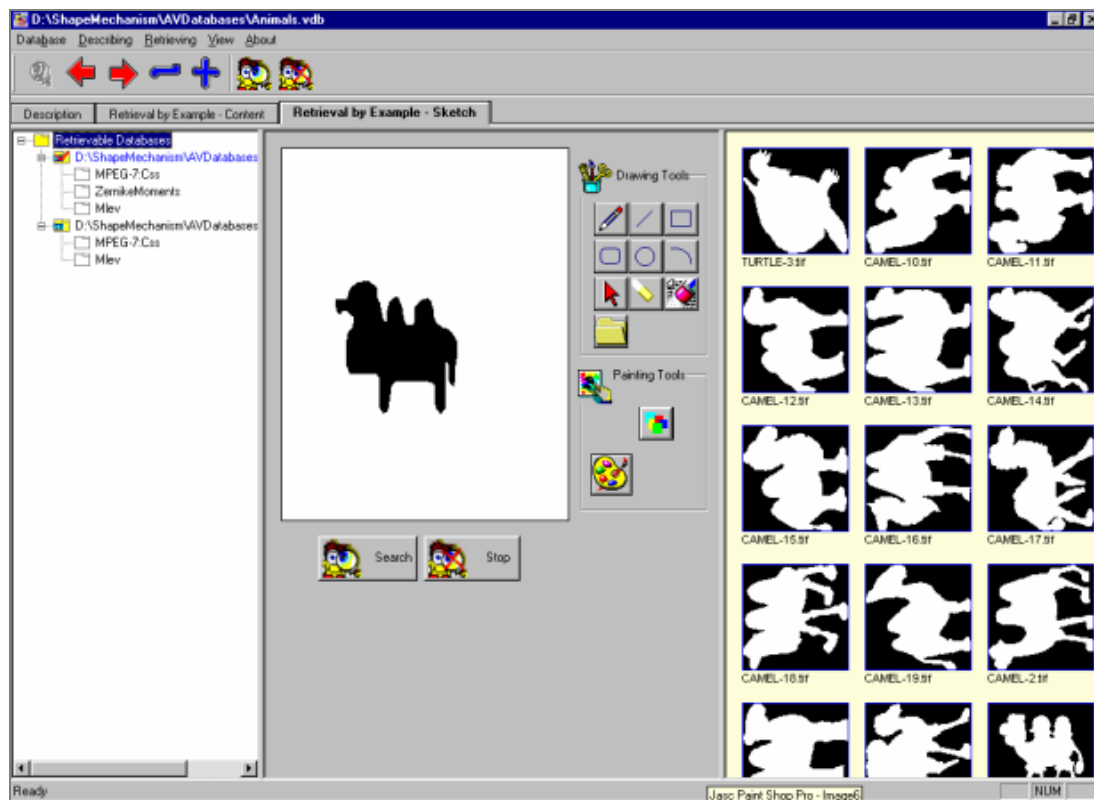 D:\ShapeMechanism\AVDatabases\Animals.vdb
Database Describing Retrieving View About
Description Retrieval by Example - Content Retrieval by Example - Sketch
Retrievable Databases
D:\ShapeMechanism\AVDatabases
MPEG-7:Css
ZernikeMoments
Mlev
D:\ShapeMechanism\AVDatabases
MPEG-7:Css
Mlev
Drawing Tools
Painting Tools
Search Stop
TURTLE-3.tif CAMEL-10.tif CAMEL-11.tif
CAMEL-12.tif CAMEL-13.tif CAMEL-14.tif
CAMEL-15.tif CAMEL-16.tif CAMEL-17.tif
CAMEL-18.tif CAMEL-19.tif CAMEL-2.tif
Ready Jasc Paint Shop Pro - Image6 NUM